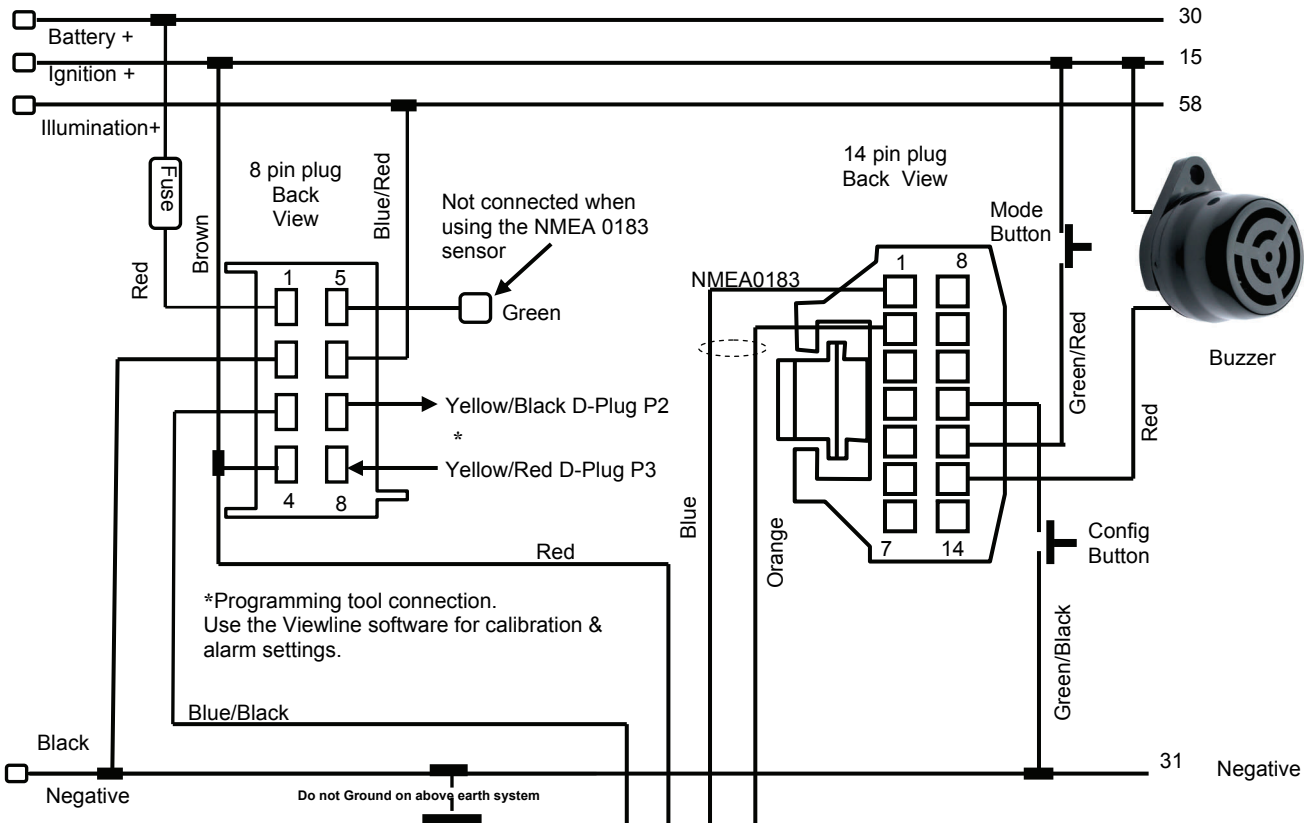 30
Battery +
15
Ignition +
58
Illumination+
Fuse
8 pin plug
Back
View
Blue/Red
Not connected when
using the NMEA 0183
sensor
14 pin plug
Back View
Mode
Button
Red
Brown
1
5
Green
NMEA0183
1
8
Green/Red
Buzzer
Yellow/Black D-Plug P2
*
Yellow/Red D-Plug P3
4
8
Red
Blue
Orange
7
14
Red
Config
Button
*Programming tool connection.
Use the Viewline software for calibration &
alarm settings.
Green/Black
Blue/Black
Black
31
Negative
Negative
Do not Ground on above earth system